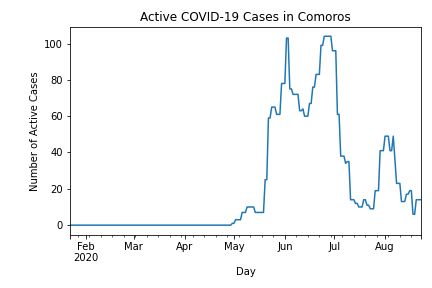 Active COVID-19 Cases in Comoros
Number of Active Cases
100
80
60
40
20
0
Feb Mar Apr May Jun Jul Aug
2020
Day